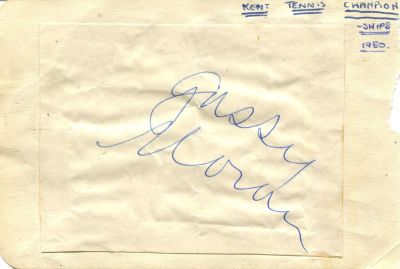 KENT TENNIS CHAMPION
-SHIPS
1950.
Gussy
Moran